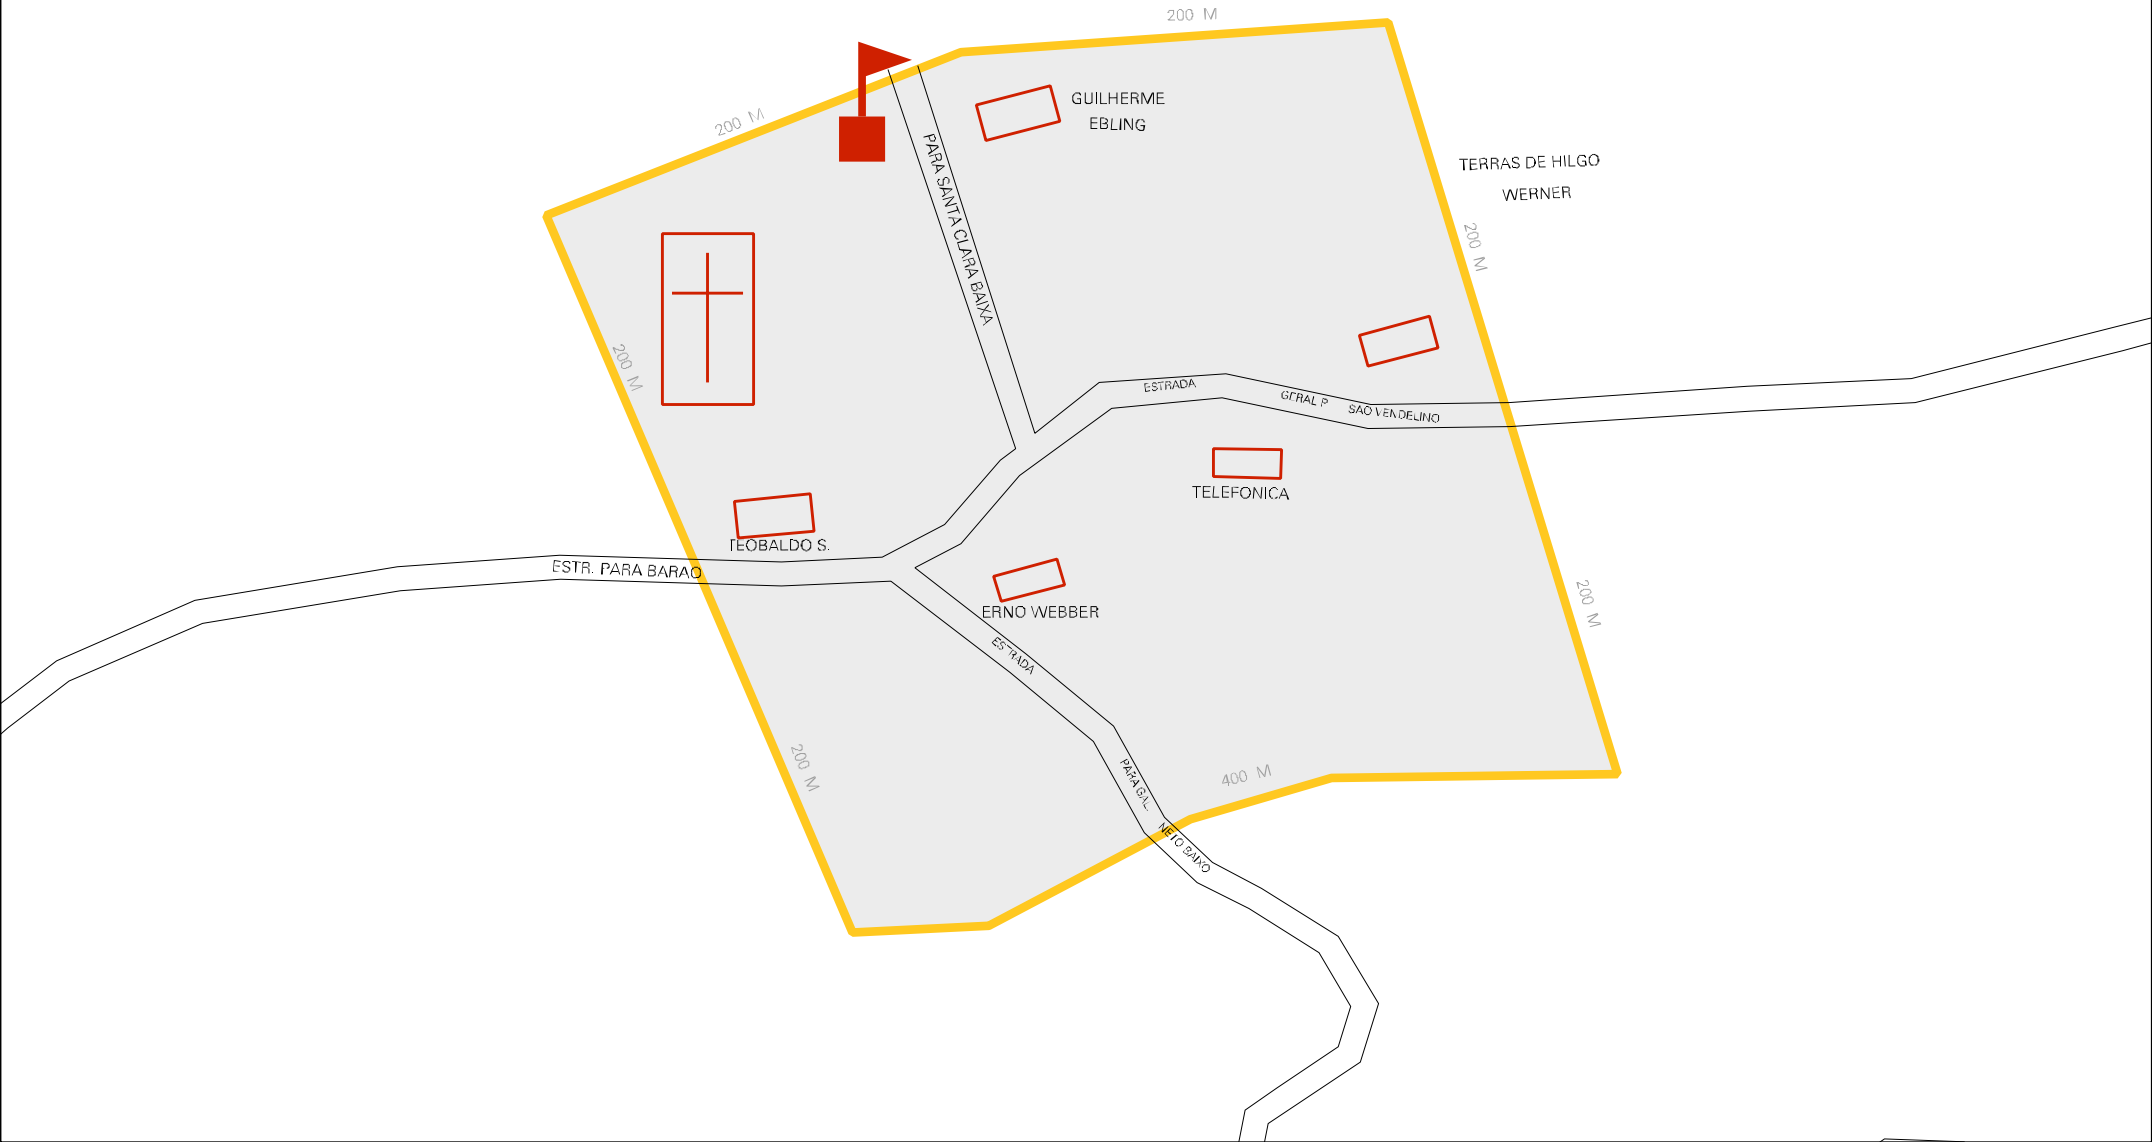 200 M
200 M
GUILHERME
EBLING
PARA SANTA CLARA BAIXA
TERRAS DE HILGO
WERNER
200 M
200 M
ESTRADA
GERAL P
SAO VENDELINO
TELEFONICA
TEOBALDO S.
ESTR. PARA BARAO
ERNO WEBBER
200 M
ESTRADA
200 M
PARA GAL.
400 M
NETO BAIXO